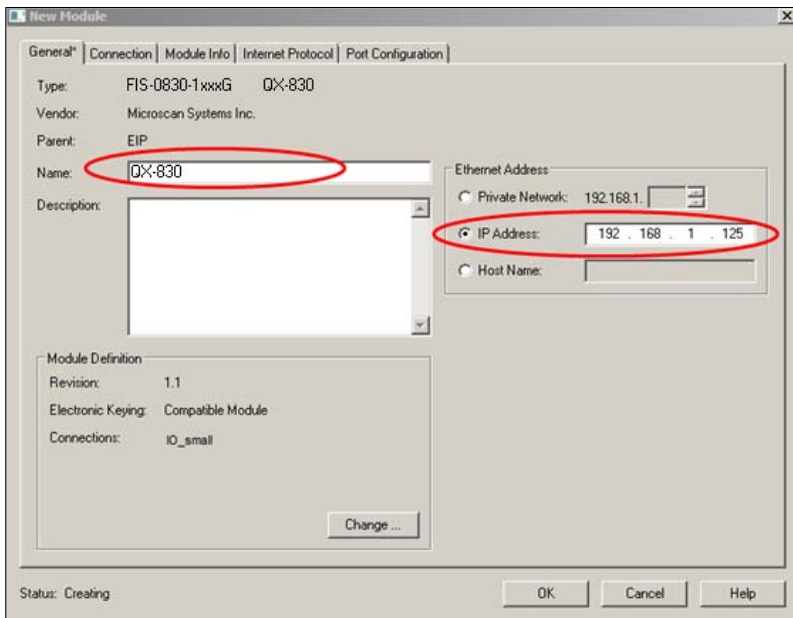 New Module
General* Connection Module Info Internet Protocol Port Configuration
Type: FIS-0830-1xxxG QX-830
Vendor: Microscan Systems Inc.
Parent: EIP
Name: QX-830
Description:
Ethernet Address
Private Network: 192.168.1.
IP Address: 192 . 168 . 1 . 125
Host Name:
Module Definition
Revision: 1.1
Electronic Keying: Compatible Module
Connections: IO_small
Change ...
Status: Creating
OK Cancel Help